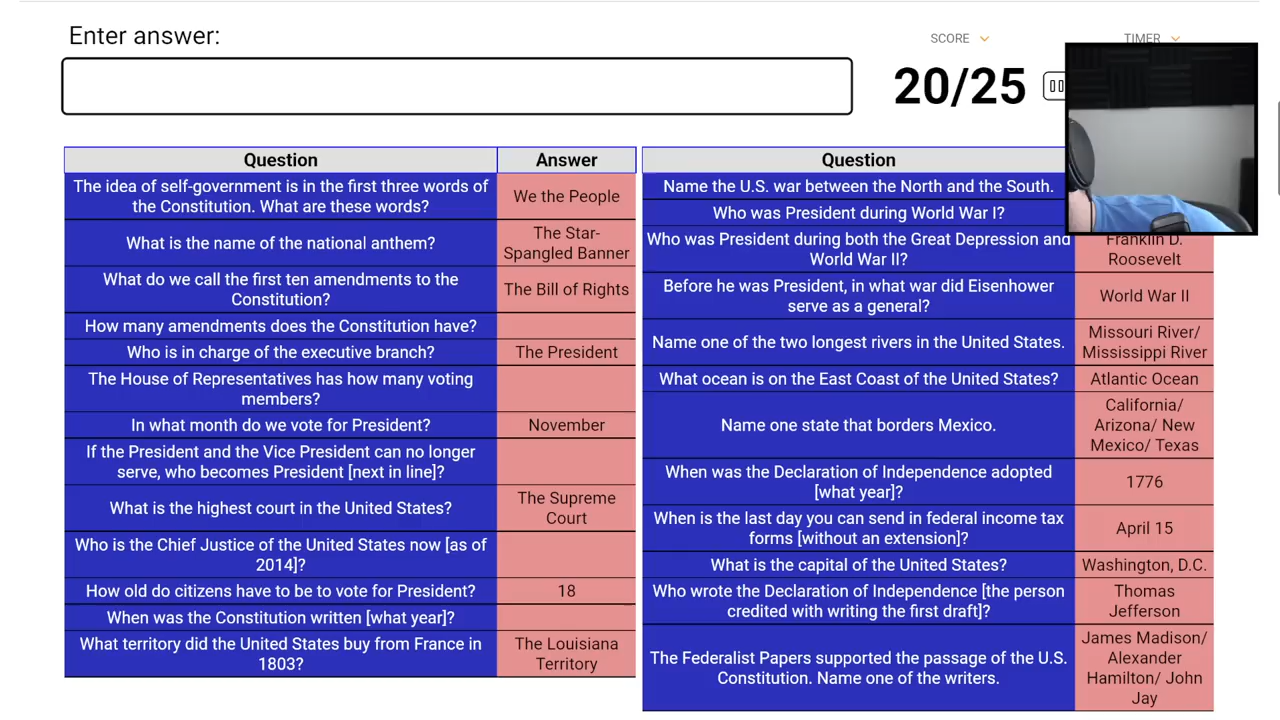 Enter answer:
SCORE
TIMER
20/25
Question
Answer
The idea of self-government is in the first three words of
the Constitution. What are these words?
We the People
What is the name of the national anthem?
The Star-
Spangled Banner
What do we call the first ten amendments to the
Constitution?
The Bill of Rights
How many amendments does the Constitution have?
Who is in charge of the executive branch?
The President
The House of Representatives has how many voting
members?
In what month do we vote for President?
November
If the President and the Vice President can no longer
serve, who becomes President [next in line]?
What is the highest court in the United States?
The Supreme
Court
Who is the Chief Justice of the United States now [as of
2014]?
How old do citizens have to be to vote for President?
18
When was the Constitution written [what year]?
What territory did the United States buy from France in
1803?
The Louisiana
Territory
Question
Name the U.S. war between the North and the South.
Who was President during World War I?
Who was President during both the Great Depression and
World War II?
Franklin D.
Roosevelt
Before he was President, in what war did Eisenhower
serve as a general?
World War II
Name one of the two longest rivers in the United States.
Missouri River/
Mississippi River
What ocean is on the East Coast of the United States?
Atlantic Ocean
Name one state that borders Mexico.
California/
Arizona/ New
Mexico/ Texas
When was the Declaration of Independence adopted
[what year]?
1776
When is the last day you can send in federal income tax
forms [without an extension]?
April 15
What is the capital of the United States?
Washington, D.C.
Who wrote the Declaration of Independence [the person
credited with writing the first draft]?
Thomas
Jefferson
The Federalist Papers supported the passage of the U.S.
Constitution. Name one of the writers.
James Madison/
Alexander
Hamilton/ John
Jay